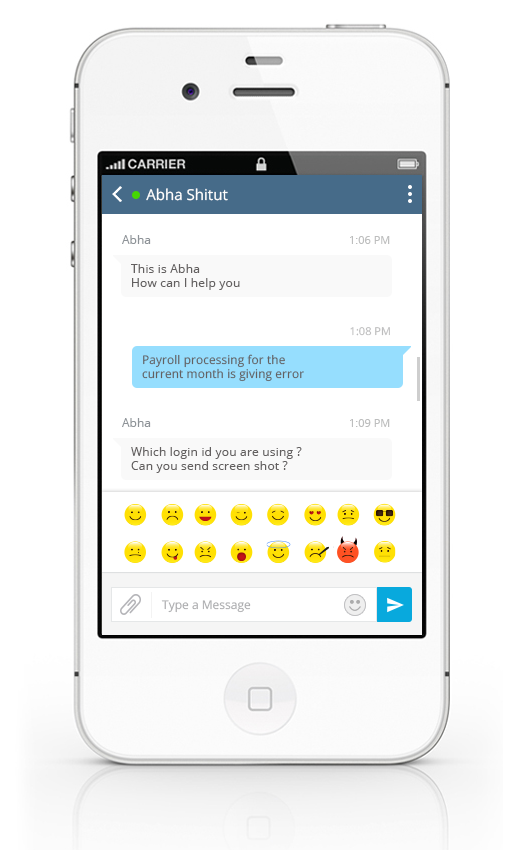 CARRIER
Abha Shitut
Abha 1:06 PM
This is Abha
How can I help you
1:08 PM
Payroll processing for the
current month is giving error
Abha 1:09 PM
Which login id you are using ?
Can you send screen shot ?
Type a Message